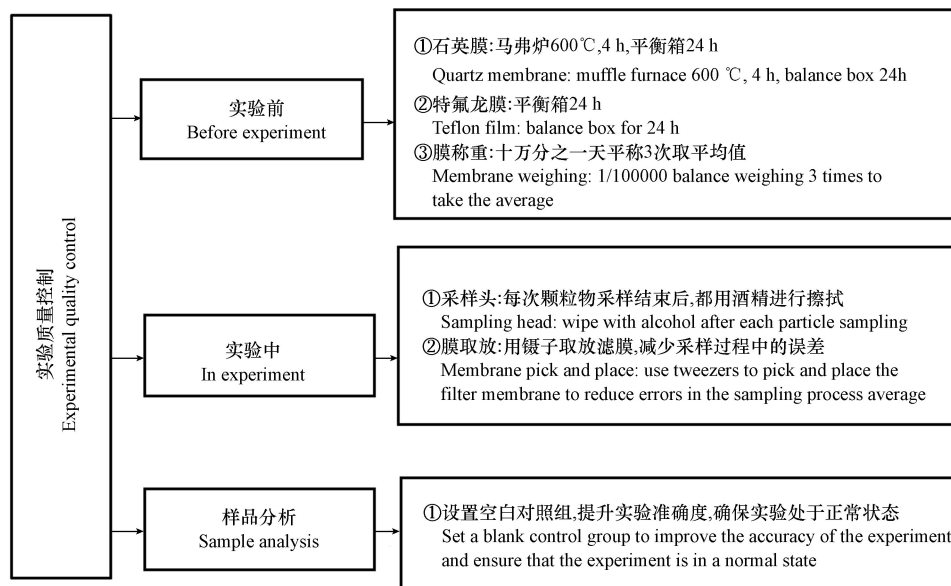 实验质量控制
Experimental quality control
实验前
Before experiment
①石英膜:马弗炉600℃,4 h,平衡箱24 h
Quartz membrane: muffle furnace 600 ℃, 4 h, balance box 24h
②特氟龙膜:平衡箱24 h
Teflon film: balance box for 24 h
③膜称重:十万分之一天平称3次取平均值
Membrane weighing: 1/100000 balance weighing 3 times to
take the average
实验中
In experiment
①采样头:每次颗粒物采样结束后,都用酒精进行擦拭
Sampling head: wipe with alcohol after each particle sampling
②膜取放:用镊子取放滤膜,减少采样过程中的误差
Membrane pick and place: use tweezers to pick and place the
filter membrane to reduce errors in the sampling process average
样品分析
Sample analysis
①设置空白对照组,提升实验准确度,确保实验处于正常状态
Set a blank control group to improve the accuracy of the experiment
and ensure that the experiment is in a normal state